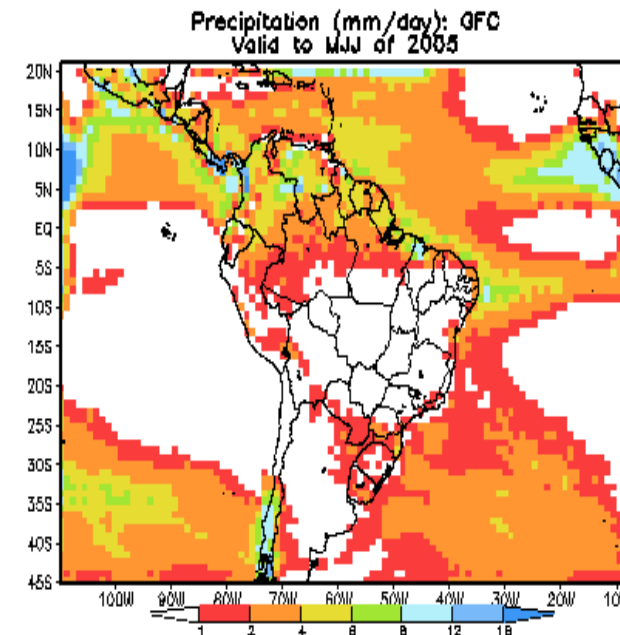 Precipitation (mm/day): GFC
Valid to MJJ of 2005
20N
15N
10N
5N
EQ
5S
10S
15S
20S
25S
30S
35S
40S
45S
100W 90W 80W 70W 60W 50W 40W 30W 20W 10W
1 2 4 6 8 12 16